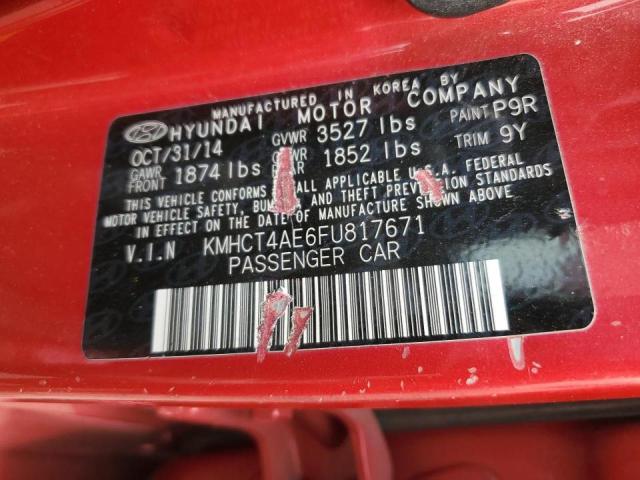 MANUFACTURED IN KOREA BY
HYUNDAI MOTOR COMPANY
OCT/31/14 GVWR 3527 lbs PAINT P9R
GAWR FRONT 1874 lbs 1852 lbs TRIM 9Y
THIS VEHICLE CONFORMS ALL APPLICABLE U.S.A. FEDERAL
MOTOR VEHICLE SAFETY, AND THEFT PREVENTION STANDARDS
IN EFFECT ON THE DATE OF MANUFACTURE SHOWN ABOVE.
V.I.N KMHCT4AE6FU817671
PASSENGER CAR